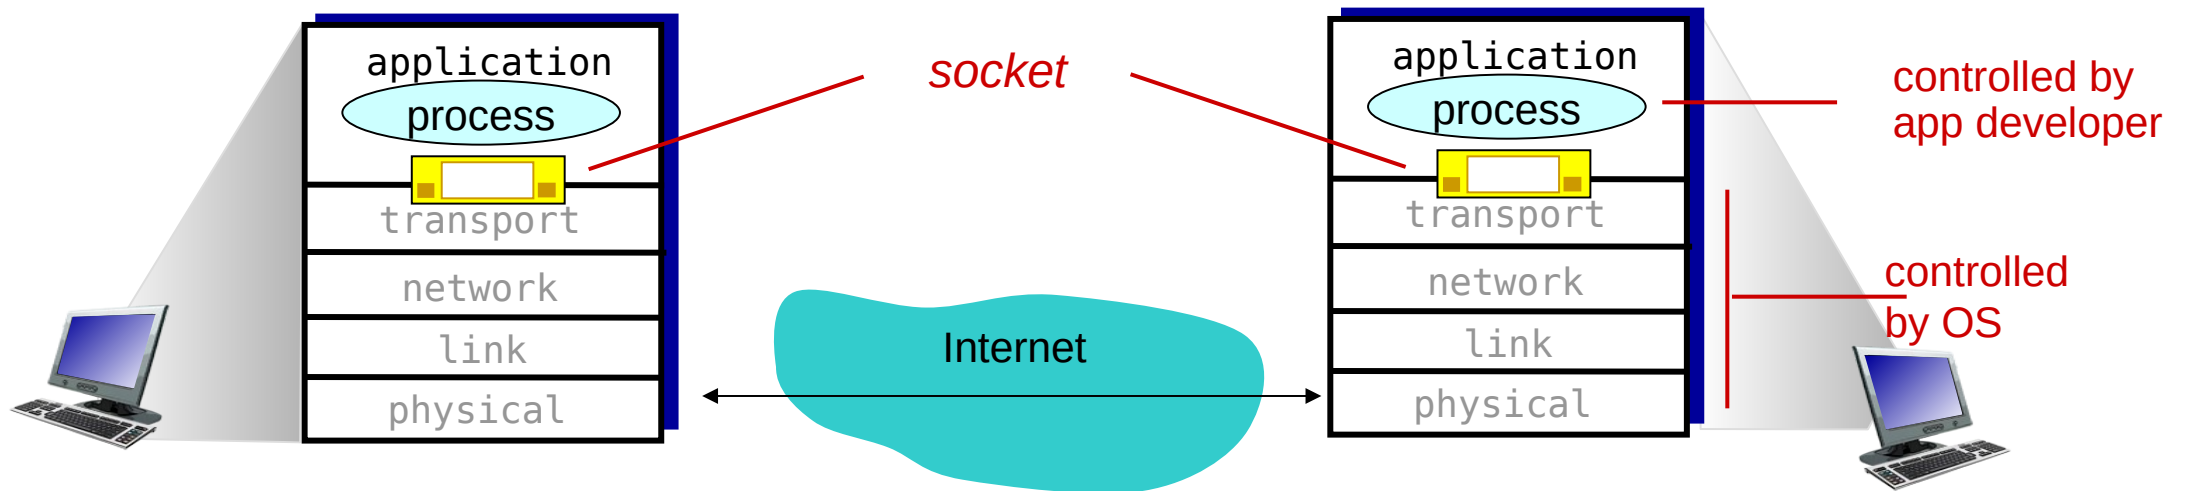 application
process
transport
network
link
physical
socket
Internet
application
process
transport
network
link
physical
controlled by
app developer
controlled
by OS